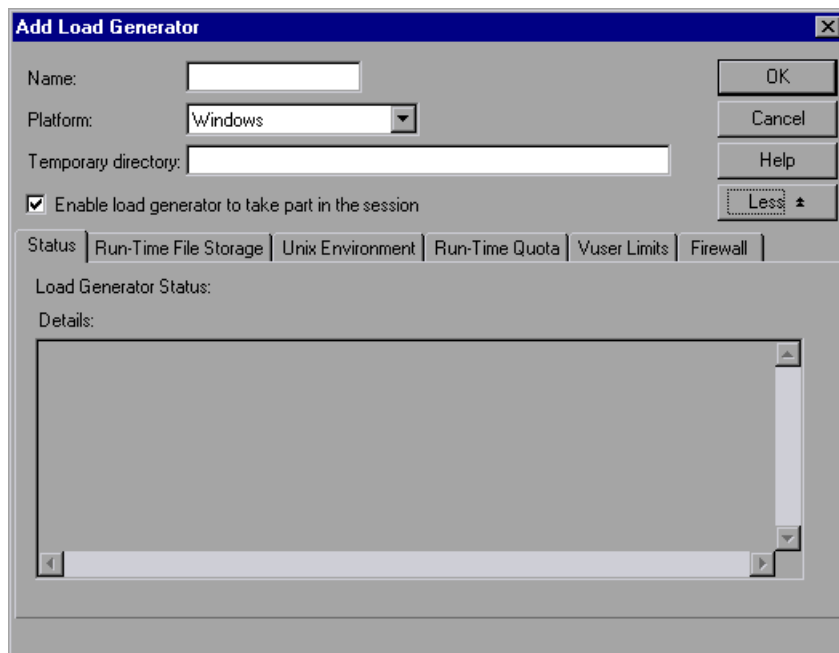 Add Load Generator
Name:
OK
Platform:
Windows
Cancel
Temporary directory:
Help
Enable load generator to take part in the session
Less
Status
Run-Time File Storage
Unix Environment
Run-Time Quota
Vuser Limits
Firewall
Load Generator Status:
Details: